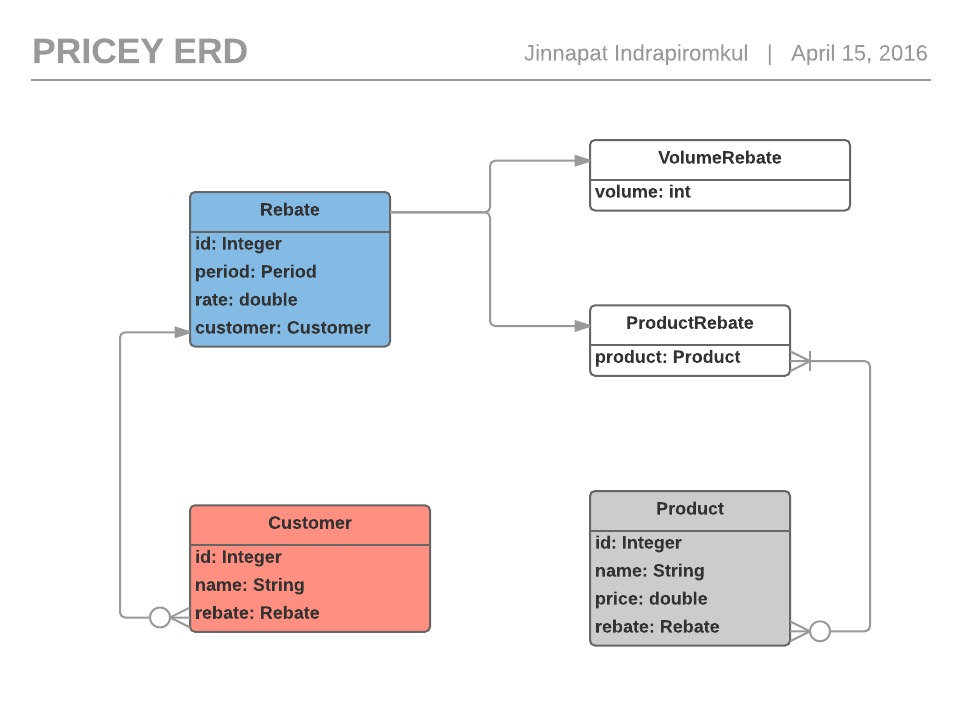 PRICEY ERD
Jinnapat Indrapiromkul | April 15, 2016
VolumeRebate
volume: int
Rebate
id: Integer
period: Period
rate: double
customer: Customer
ProductRebate
product: Product
Customer
id: Integer
name: String
rebate: Rebate
Product
id: Integer
name: String
price: double
rebate: Rebate